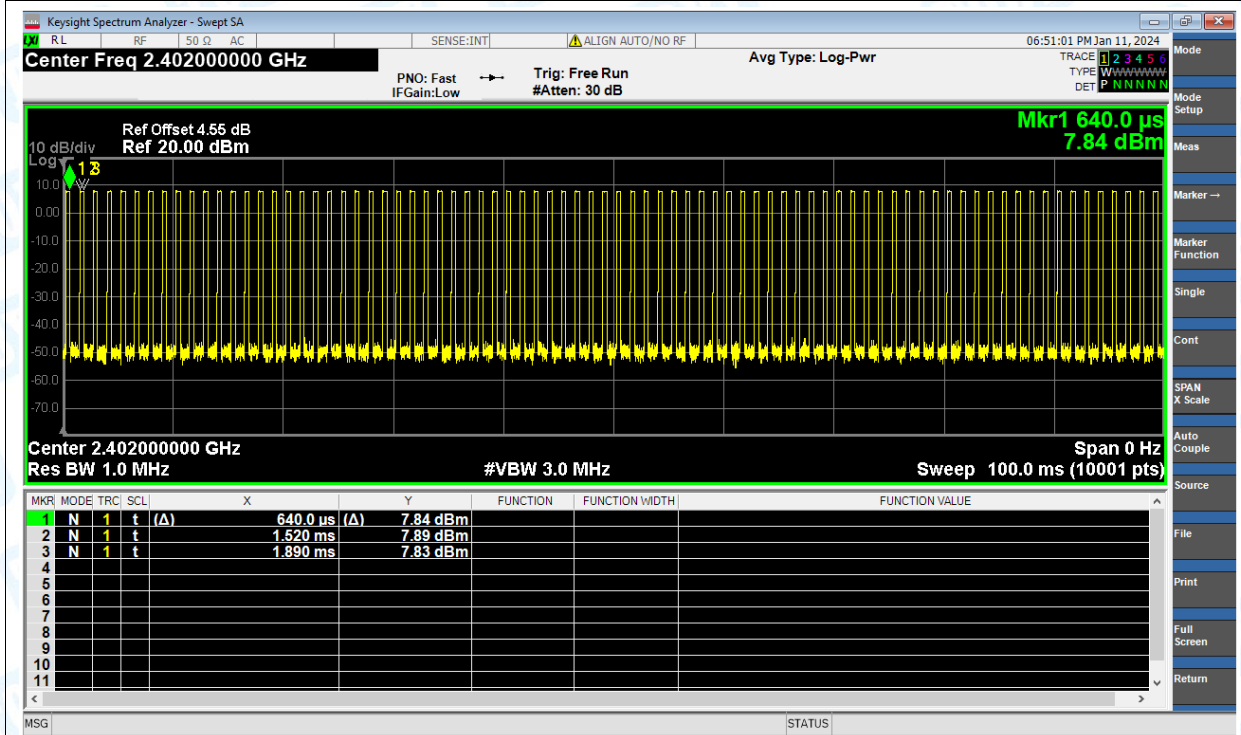 Keysight Spectrum Analyzer - Swept SA
LXI RL RF 50 Ω AC SENSE:INT ALIGN AUTO/NO RF 06:51:01 PM Jan 11, 2024
Center Freq 2.402000000 GHz
Avg Type: Log-Pwr
TRACE 1 2 3 4 5 6
TYPE WWWWWW
DET P NNNNN
PNO: Fast Trig: Free Run
IFGain:Low #Atten: 30 dB
Mkr1 640.0 µs
7.84 dBm
Ref Offset 4.55 dB
10 dB/div Ref 20.00 dBm
Log
10.0
0.00
-10.0
-20.0
-30.0
-40.0
-50.0
-60.0
-70.0
Center 2.402000000 GHz Span 0 Hz
Res BW 1.0 MHz #VBW 3.0 MHz Sweep 100.0 ms (10001 pts)
MKR MODE TRC SCL X Y FUNCTION FUNCTION WIDTH FUNCTION VALUE
1 N 1 t (Δ) 640.0 µs (Δ) 7.84 dBm
2 N 1 t 1.520 ms 7.89 dBm
3 N 1 t 1.890 ms 7.83 dBm
4
5
6
7
8
9
10
11
MSG STATUS
Mode
Mode
Setup
Meas
Marker →
Marker
Function
Single
Cont
SPAN
X Scale
Auto
Couple
Source
File
Print
Full
Screen
Return